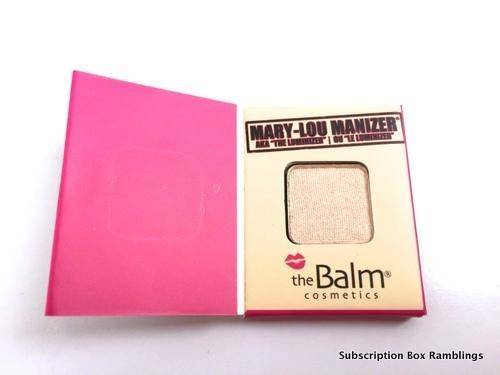 MARY-LOU MANIZER®
AKA "THE LUMINIZER" | OU "LE LUMINIZER"
theBalm®
cosmetics
Subscription Box Ramblings